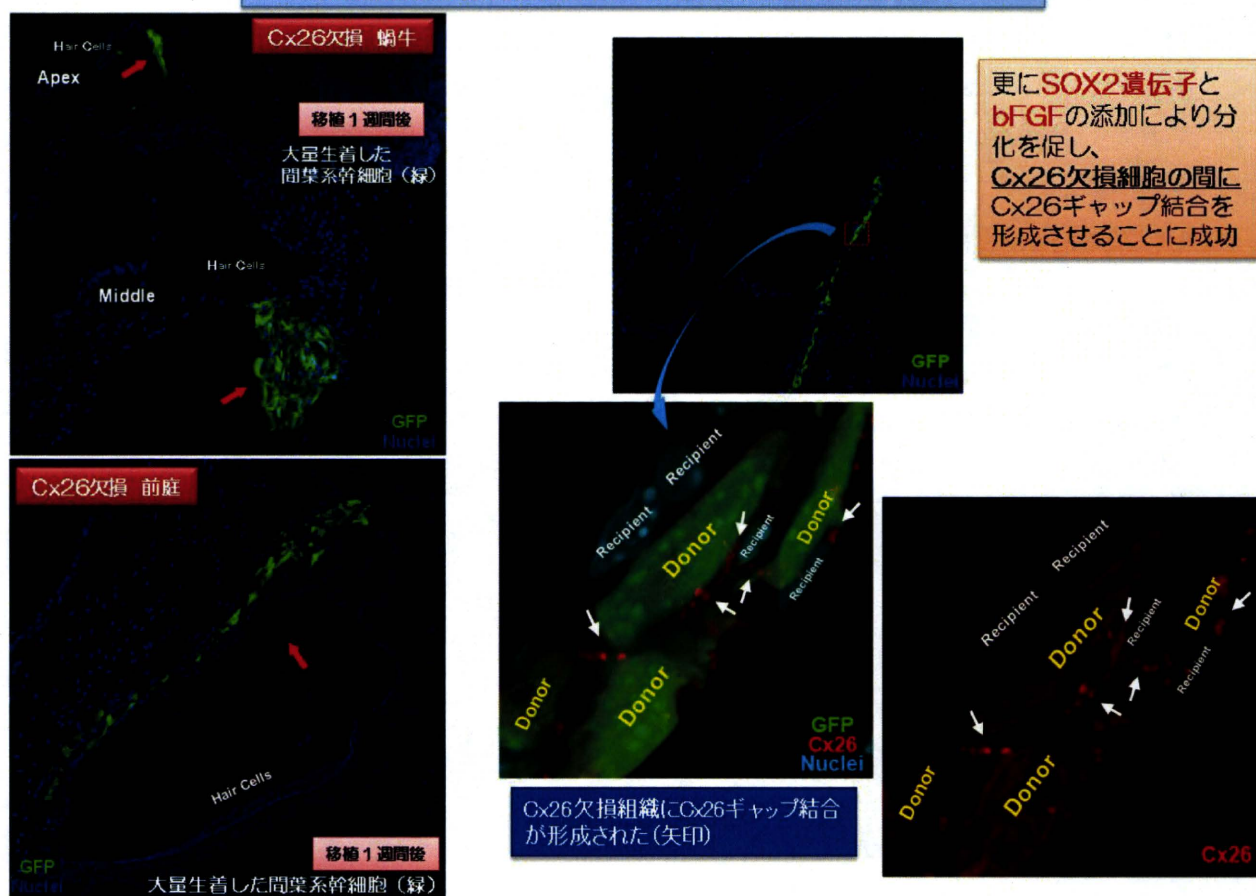 Cx26欠損 蝸牛
Hair Cells
Apex
移植1週間後
大量生着した
間葉系幹細胞（緑）
Hair Cells
Middle
GFP
Nuclei
Cx26欠損 前庭
Hair Cells
移植1週間後
GFP
Nuclei
大量生着した間葉系幹細胞（緑）
GFP
Nuclei
更にSOX2遺伝子と
bFGFの添加により分
化を促し、
Cx26欠損細胞の間に
Cx26ギャップ結合を
形成させることに成功
Recipient
Recipient
Donor
Recipient
Donor
Recipient
Donor
Donor
GFP
Cx26
Nuclei
Cx26欠損組織にCx26ギャップ結合
が形成された（矢印）
Recipient
Recipient
Donor
Recipient
Donor
Recipient
Donor
Donor
Cx26